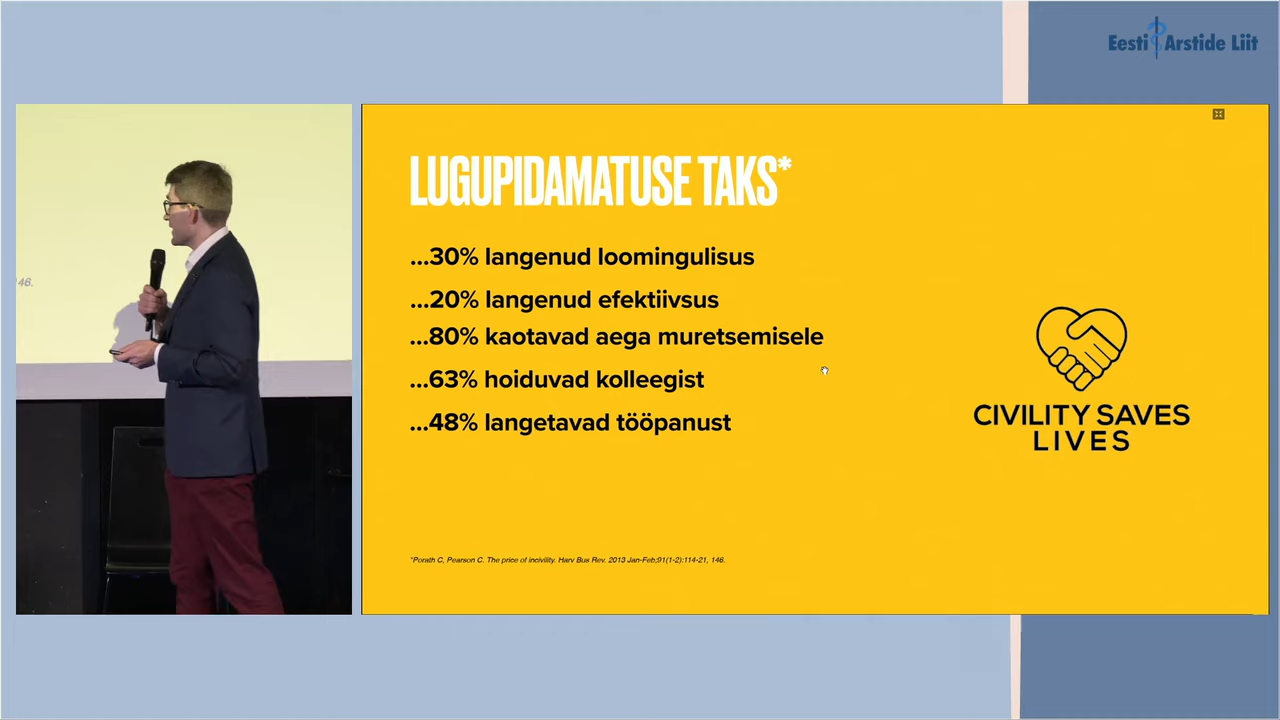 Eesti Arstide Liit
LUGUPIDAMATUSE TAKS*
...30% langenud loomingulisus
...20% langenud efektiivsus
...80% kaotavad aega muretsemisele
...63% hoiduvad kolleegist
...48% langetavad tööpanust
CIVILITY SAVES
LIVES
*Porath C, Pearson C. The price of incivility. Harv Bus Rev. 2013 Jan-Feb;91(1-2):114-21, 146.
46.